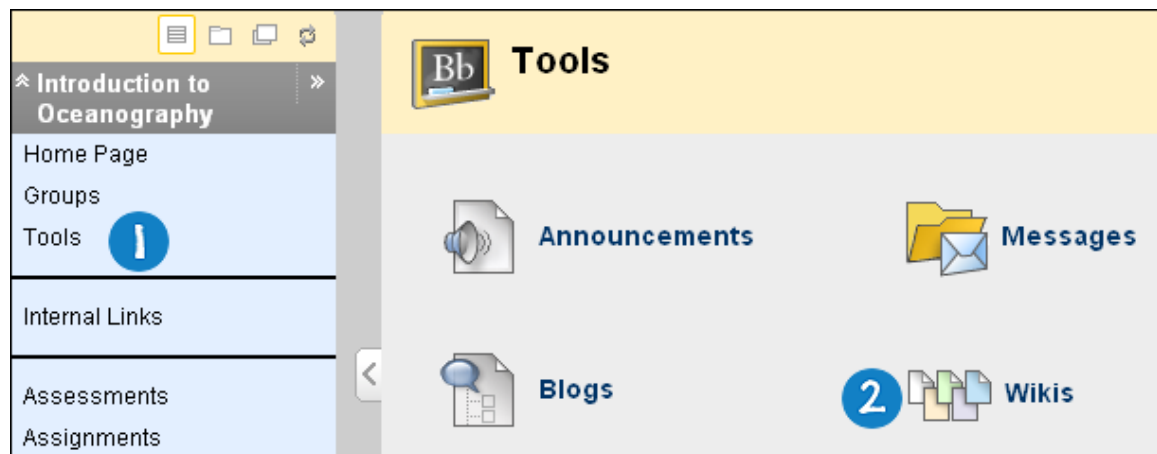 Introduction to
Oceanography
Home Page
Groups
Tools 1
Internal Links
Assessments
Assignments
Bb Tools
Announcements
Messages
Blogs
2 Wikis